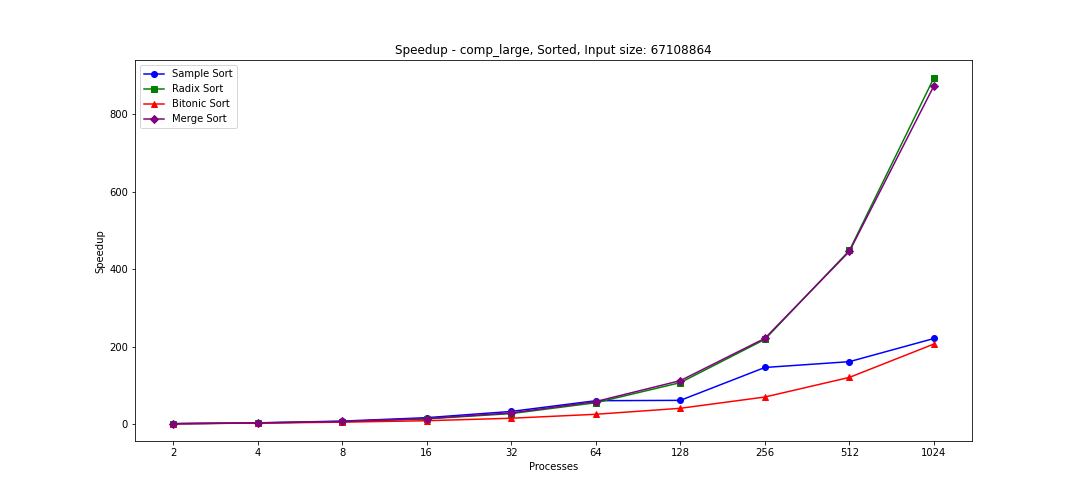 Speedup - comp_large, Sorted, Input size: 67108864
Sample Sort
Radix Sort
Bitonic Sort
Merge Sort
800
600
400
200
0
Speedup
2 4 8 16 32 64 128 256 512 1024
Processes